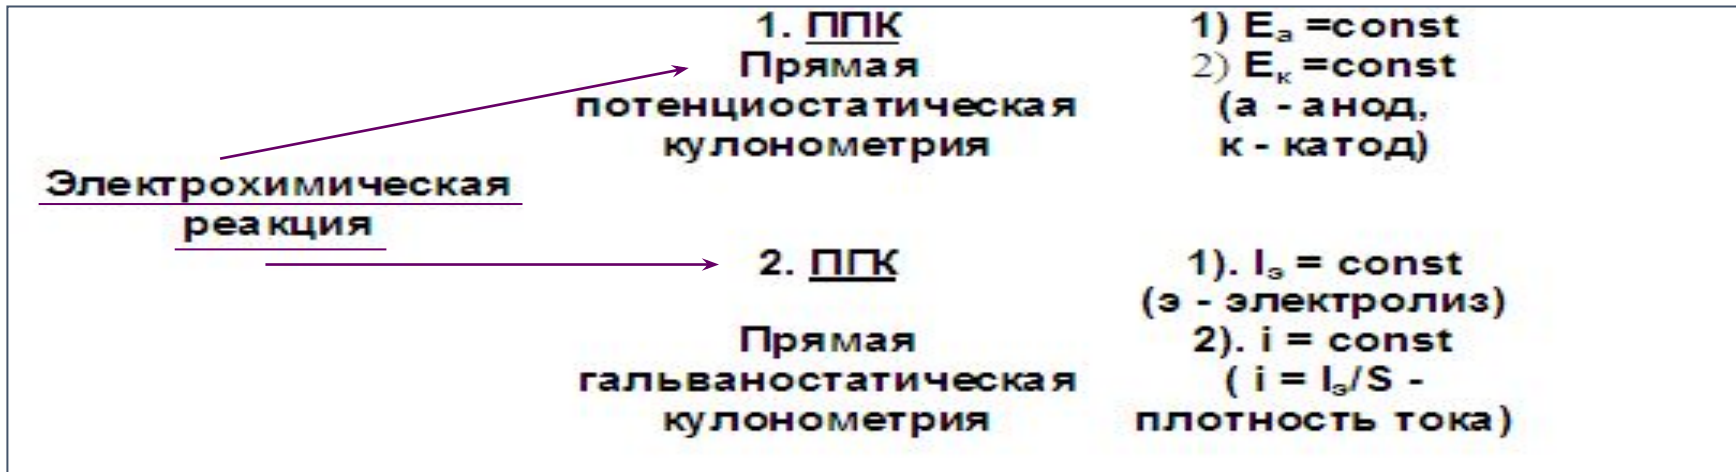 Электрохимическая
реакция
1. ППК
Прямая
потенциостатическая
кулонометрия
1) Eₐ =const
2) Eₖ =const
(а - анод,
к - катод)
2. ПГК
Прямая
гальваностатическая
кулонометрия
1). Iэ = const
(э - электролиз)
2). i = const
( i = Iэ/S -
плотность тока)